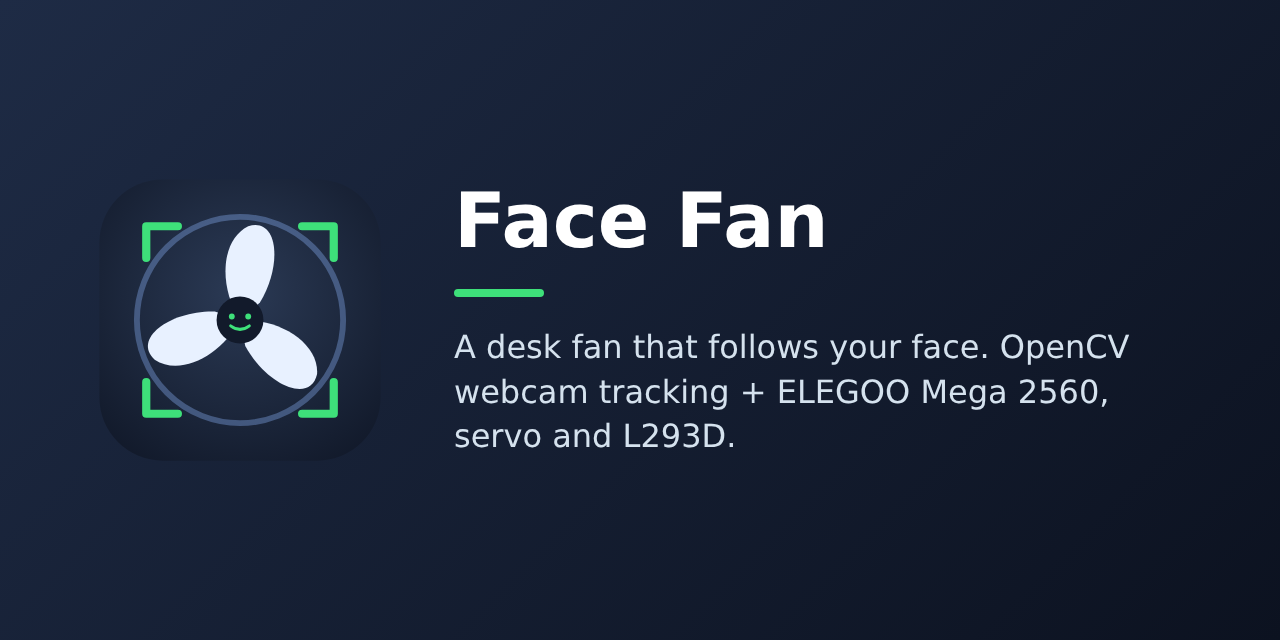 Face Fan
A desk fan that follows your face. OpenCV
webcam tracking + ELEGOO Mega 2560,
servo and L293D.